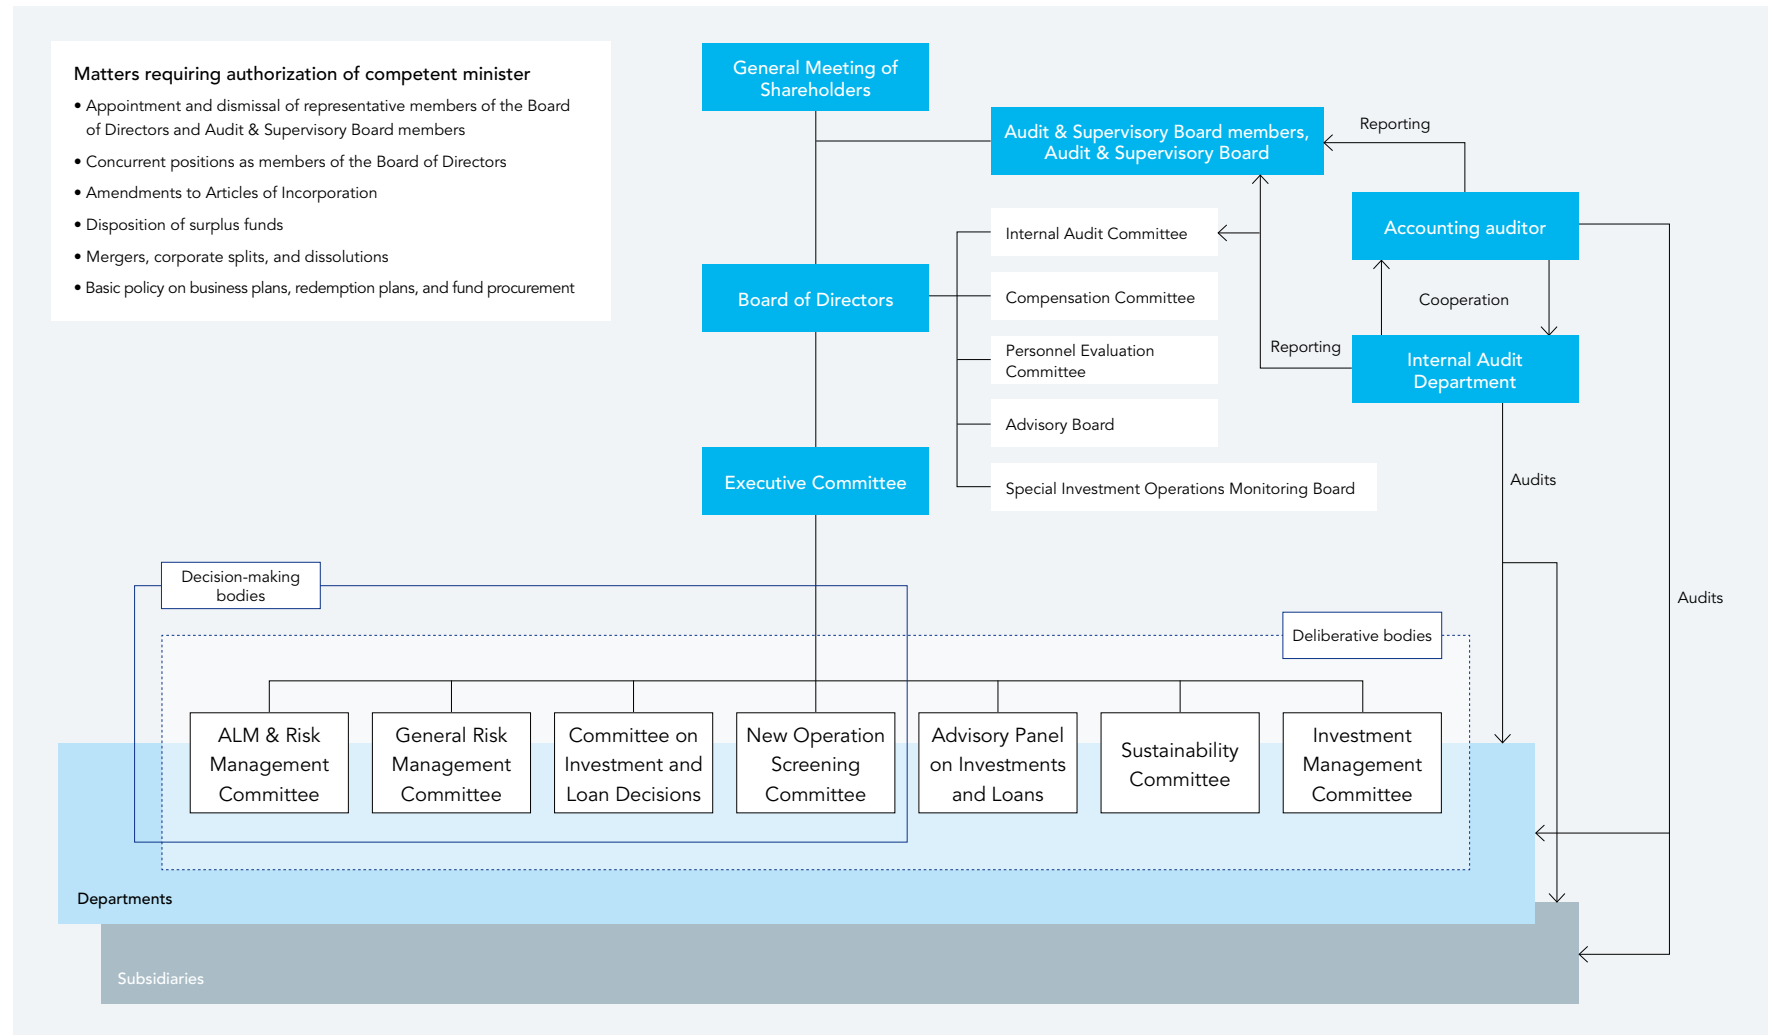 Matters requiring authorization of competent minister
• Appointment and dismissal of representative members of the Board
of Directors and Audit & Supervisory Board members
• Concurrent positions as members of the Board of Directors
• Amendments to Articles of Incorporation
• Disposition of surplus funds
• Mergers, corporate splits, and dissolutions
• Basic policy on business plans, redemption plans, and fund procurement
General Meeting of
Shareholders
Audit & Supervisory Board members,
Audit & Supervisory Board
Reporting
Accounting auditor
Internal Audit Committee
Board of Directors
Compensation Committee
Cooperation
Personnel Evaluation
Committee
Reporting
Internal Audit
Department
Advisory Board
Executive Committee
Special Investment Operations Monitoring Board
Audits
Audits
Decision-making
bodies
Deliberative bodies
ALM & Risk
Management
Committee
General Risk
Management
Committee
Committee on
Investment and
Loan Decisions
New Operation
Screening
Committee
Advisory Panel
on Investments
and Loans
Sustainability
Committee
Investment
Management
Committee
Departments
Subsidiaries